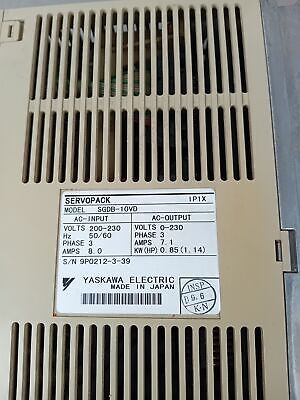 SERVOPACK IP1X
MODEL SGDB-10VD
AC-INPUT AC-OUTPUT
VOLTS 200-230 VOLTS 0-230
Hz 50/60 PHASE 3
PHASE 3 AMPS 7.1
AMPS 8.0 KW(HP) 0.85(1.14)
S/N 9P0212-3-39
YASKAWA ELECTRIC
MADE IN JAPAN
INSP
K·N